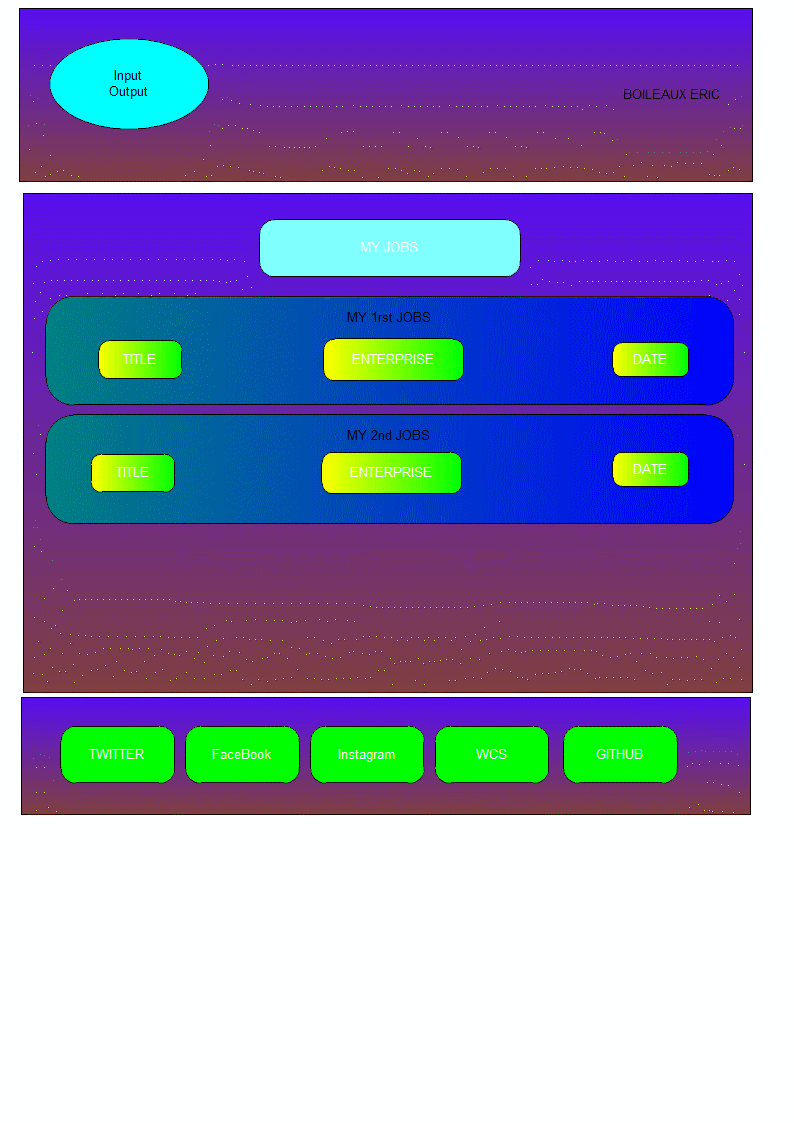 Input
Output
BOILEAUX ERIC
MY JOBS
MY 1rst JOBS
TITLE
ENTERPRISE
DATE
MY 2nd JOBS
TITLE
ENTERPRISE
DATE
TWITTER
FaceBook
Instagram
WCS
GITHUB